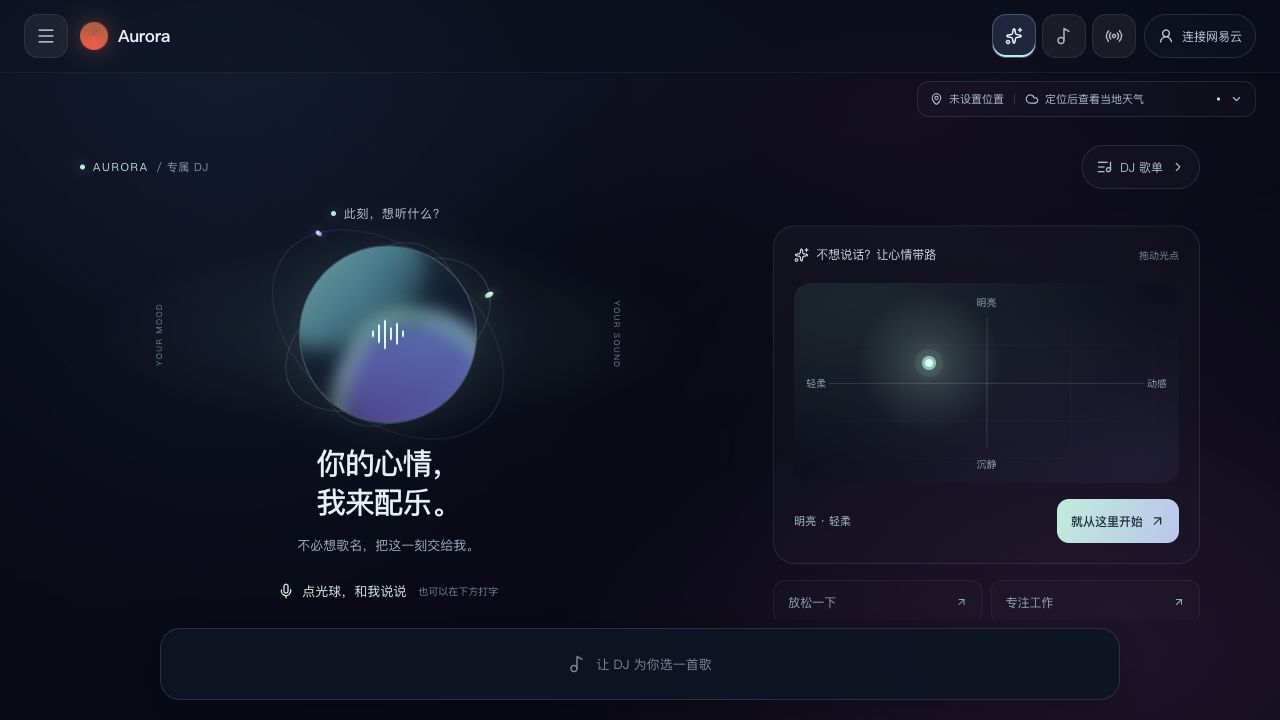 Aurora
连接网易云
未设置位置
定位后查看当地天气
AURORA / 专属 DJ
DJ 歌单
此刻，想听什么？
YOUR MOOD
YOUR SOUND
你的心情，
我来配乐。
不必想歌名，把这一刻交给我。
点光球，和我说说 也可以在下方打字
不想说话？让心情带路
拖动光点
明亮
轻柔
动感
沉静
明亮 · 轻柔
就从这里开始
放松一下
专注工作
让 DJ 为你选一首歌